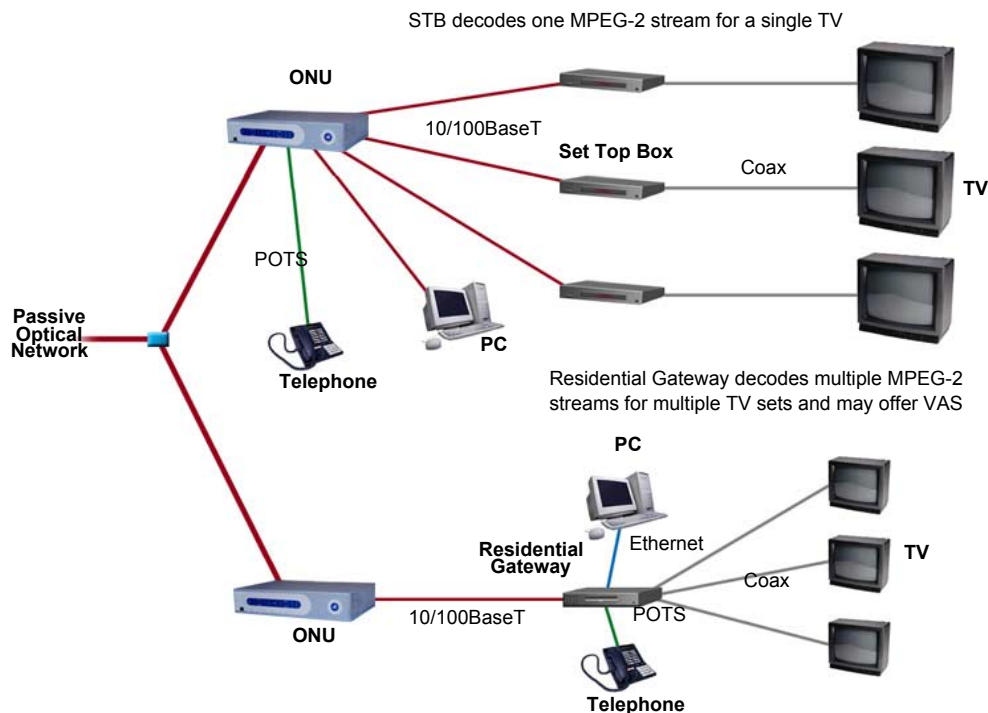 STB decodes one MPEG-2 stream for a single TV
ONU
10/100BaseT
Set Top Box
Coax
TV
POTS
Passive
Optical
Network
PC
Telephone
Residential Gateway decodes multiple MPEG-2
streams for multiple TV sets and may offer VAS
PC
Ethernet
Residential
Gateway
TV
Coax
10/100BaseT
POTS
ONU
Telephone